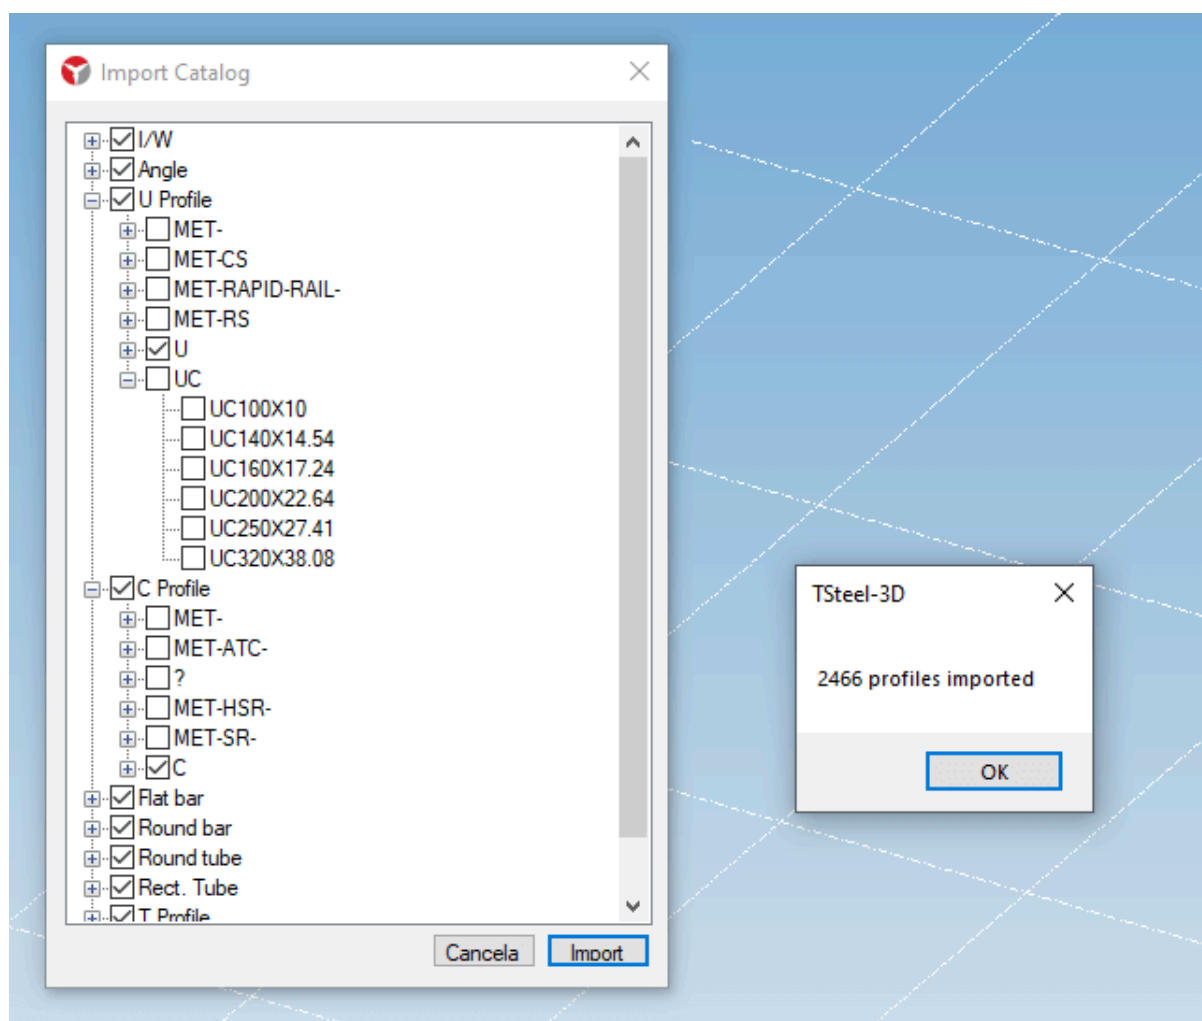 Import Catalog
I/W
Angle
U Profile
MET-
MET-CS
MET-RAPID-RAIL-
MET-RS
U
UC
UC100X10
UC140X14.54
UC160X17.24
UC200X22.64
UC250X27.41
UC320X38.08
C Profile
MET-
MET-ATC-
?
MET-HSR-
MET-SR-
C
Flat bar
Round bar
Round tube
Rect. Tube
T Profile
Cancela
Import
TSteel-3D
2466 profiles imported
OK